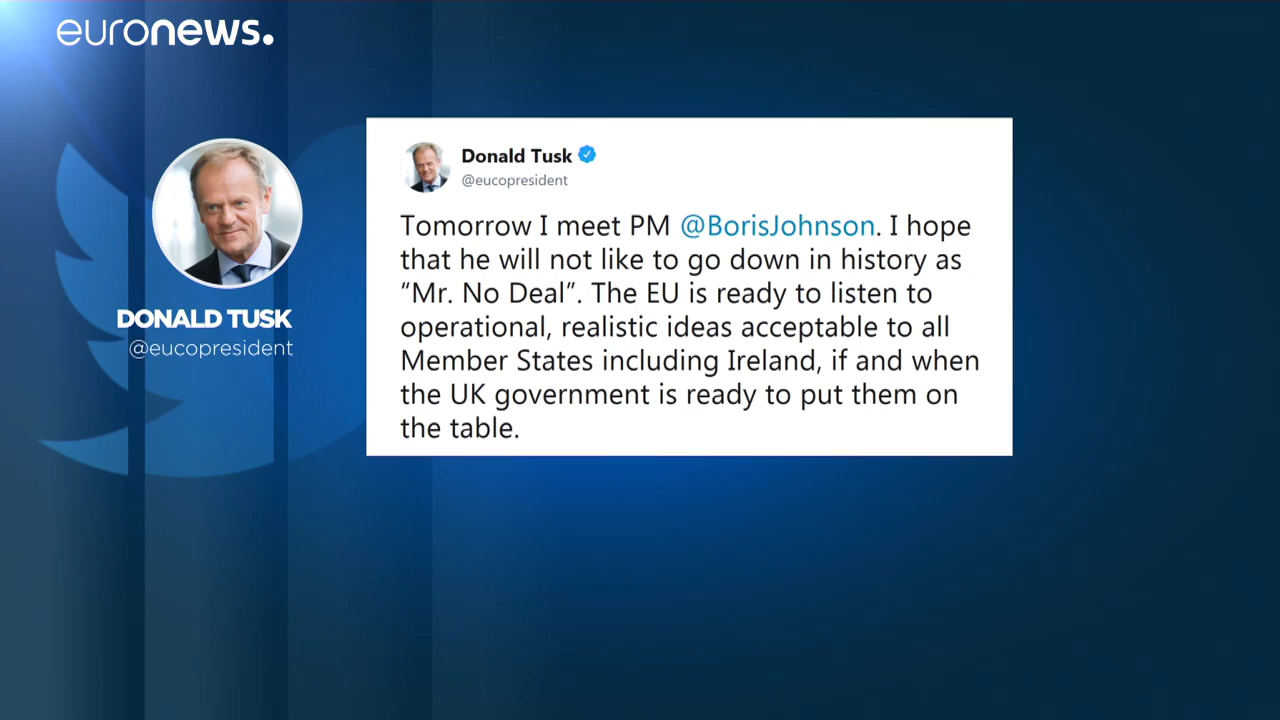 euronews.
DONALD TUSK
@eucopresident
Donald Tusk
@eucopresident
Tomorrow I meet PM @BorisJohnson. I hope
that he will not like to go down in history as
“Mr. No Deal”. The EU is ready to listen to
operational, realistic ideas acceptable to all
Member States including Ireland, if and when
the UK government is ready to put them on
the table.